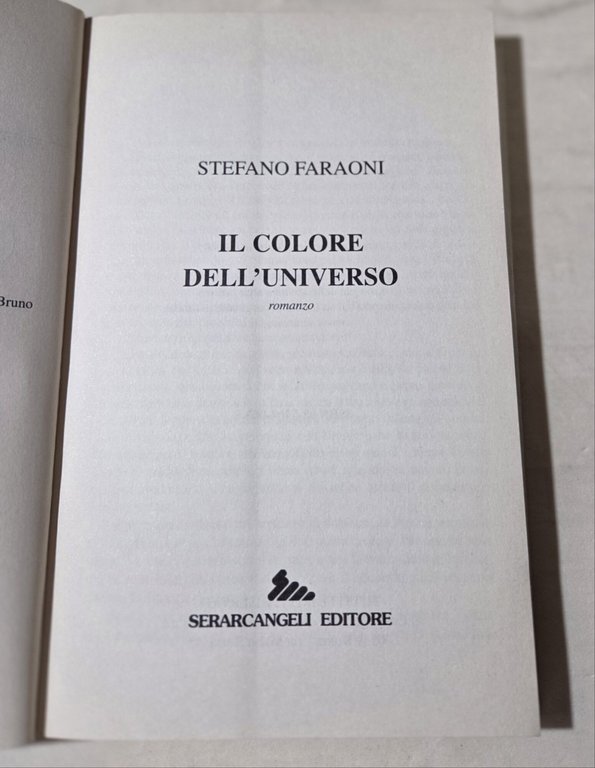 Bruno
STEFANO FARAONI
IL COLORE
DELL'UNIVERSO
romanzo
SERARCANGELI EDITORE